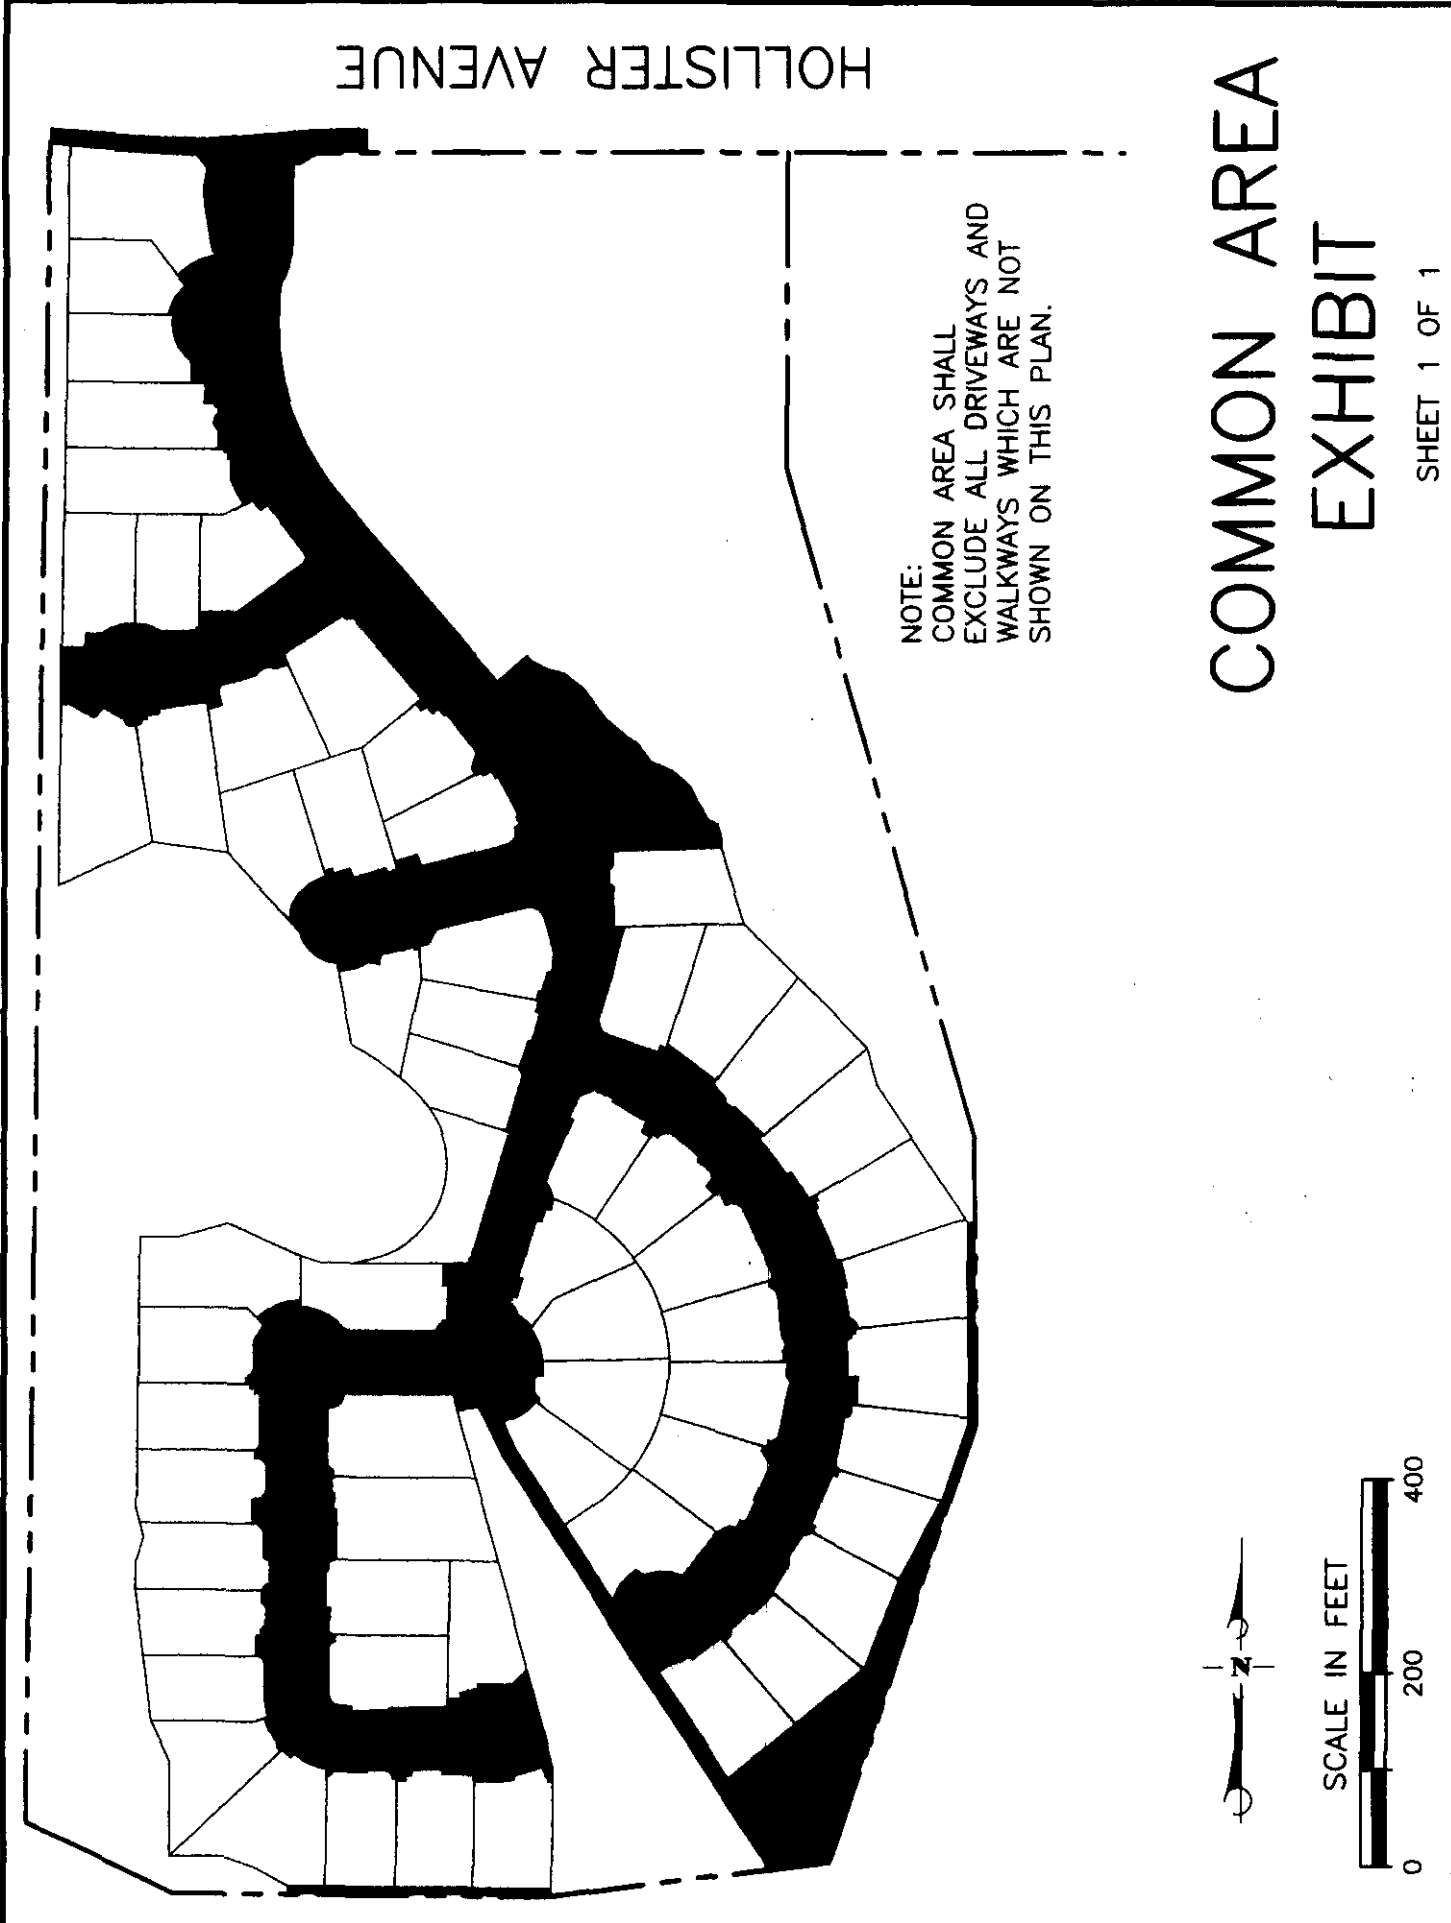 HOLLISTER AVENUE
NOTE:
COMMON AREA SHALL
EXCLUDE ALL DRIVEWAYS AND
WALKWAYS WHICH ARE NOT
SHOWN ON THIS PLAN.
COMMON AREA
EXHIBIT
SHEET 1 OF 1
N
SCALE IN FEET
0 200 400